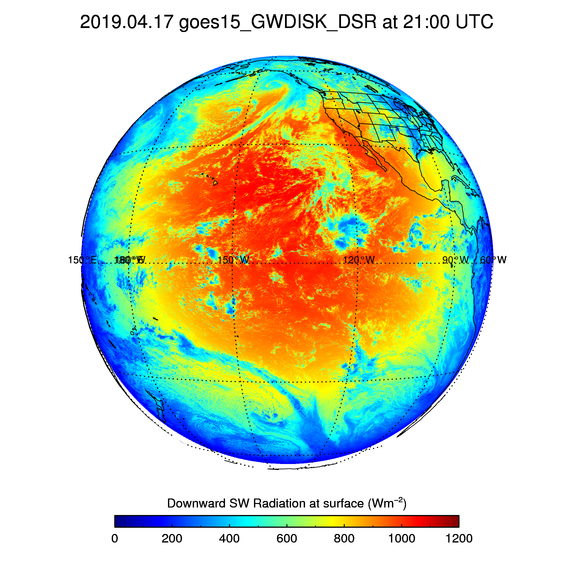 2019.04.17 goes15_GWDISK_DSR at 21:00 UTC
150°E 180°W 150°W 120°W 90°W 60°W
Downward SW Radiation at surface (Wm⁻²)
0 200 400 600 800 1000 1200